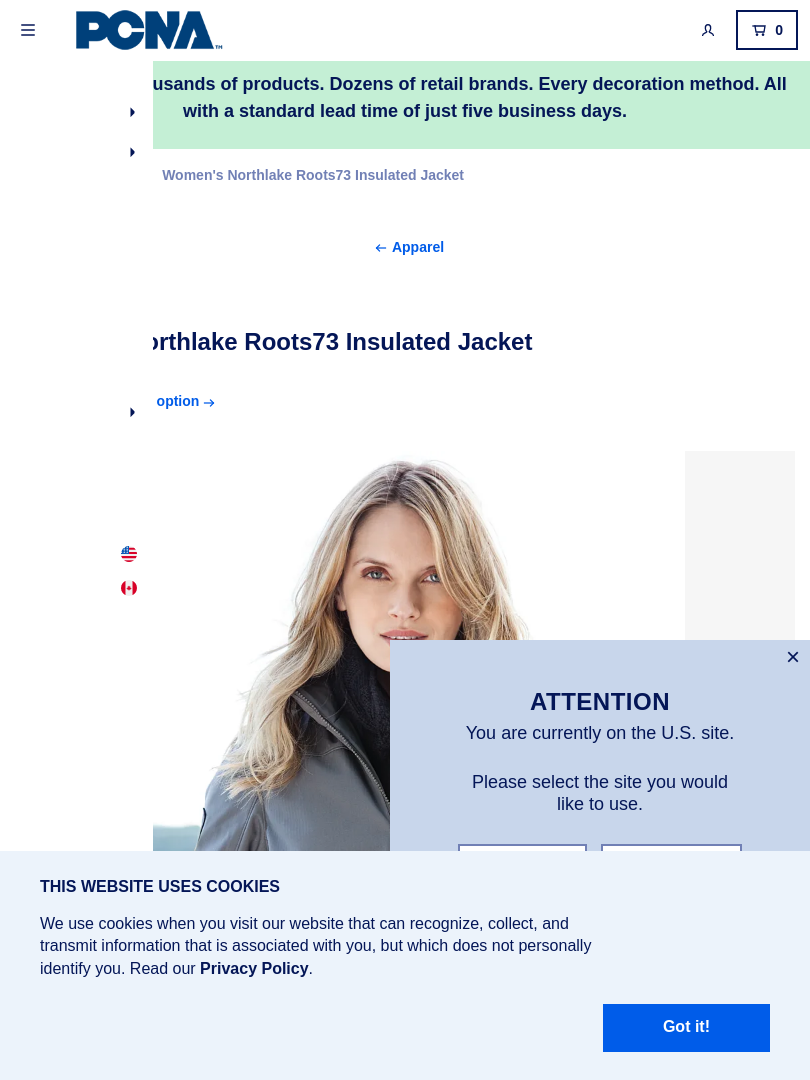 PCNA™
0
usands of products. Dozens of retail brands. Every decoration method. All
with a standard lead time of just five business days.
Women's Northlake Roots73 Insulated Jacket
Apparel
orthlake Roots73 Insulated Jacket
option
ATTENTION
You are currently on the U.S. site.
Please select the site you would
like to use.
THIS WEBSITE USES COOKIES
We use cookies when you visit our website that can recognize, collect, and
transmit information that is associated with you, but which does not personally
identify you. Read our Privacy Policy.
Got it!